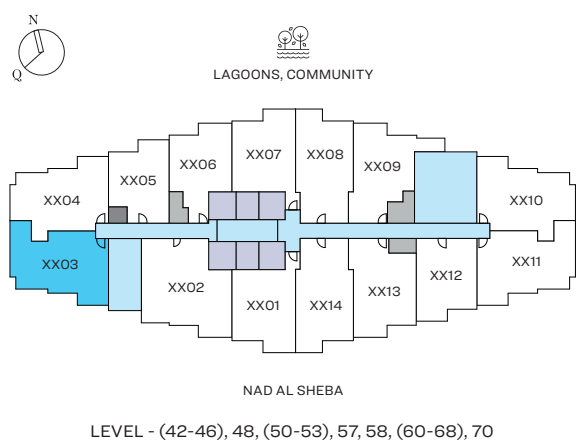 N
Q
LAGOONS, COMMUNITY
XX07 XX08
XX06 XX09
XX05
XX04 XX10
XX03 XX11
XX02 XX12
XX01 XX14 XX13
NAD AL SHEBA
LEVEL - (42-46), 48, (50-53), 57, 58, (60-68), 70